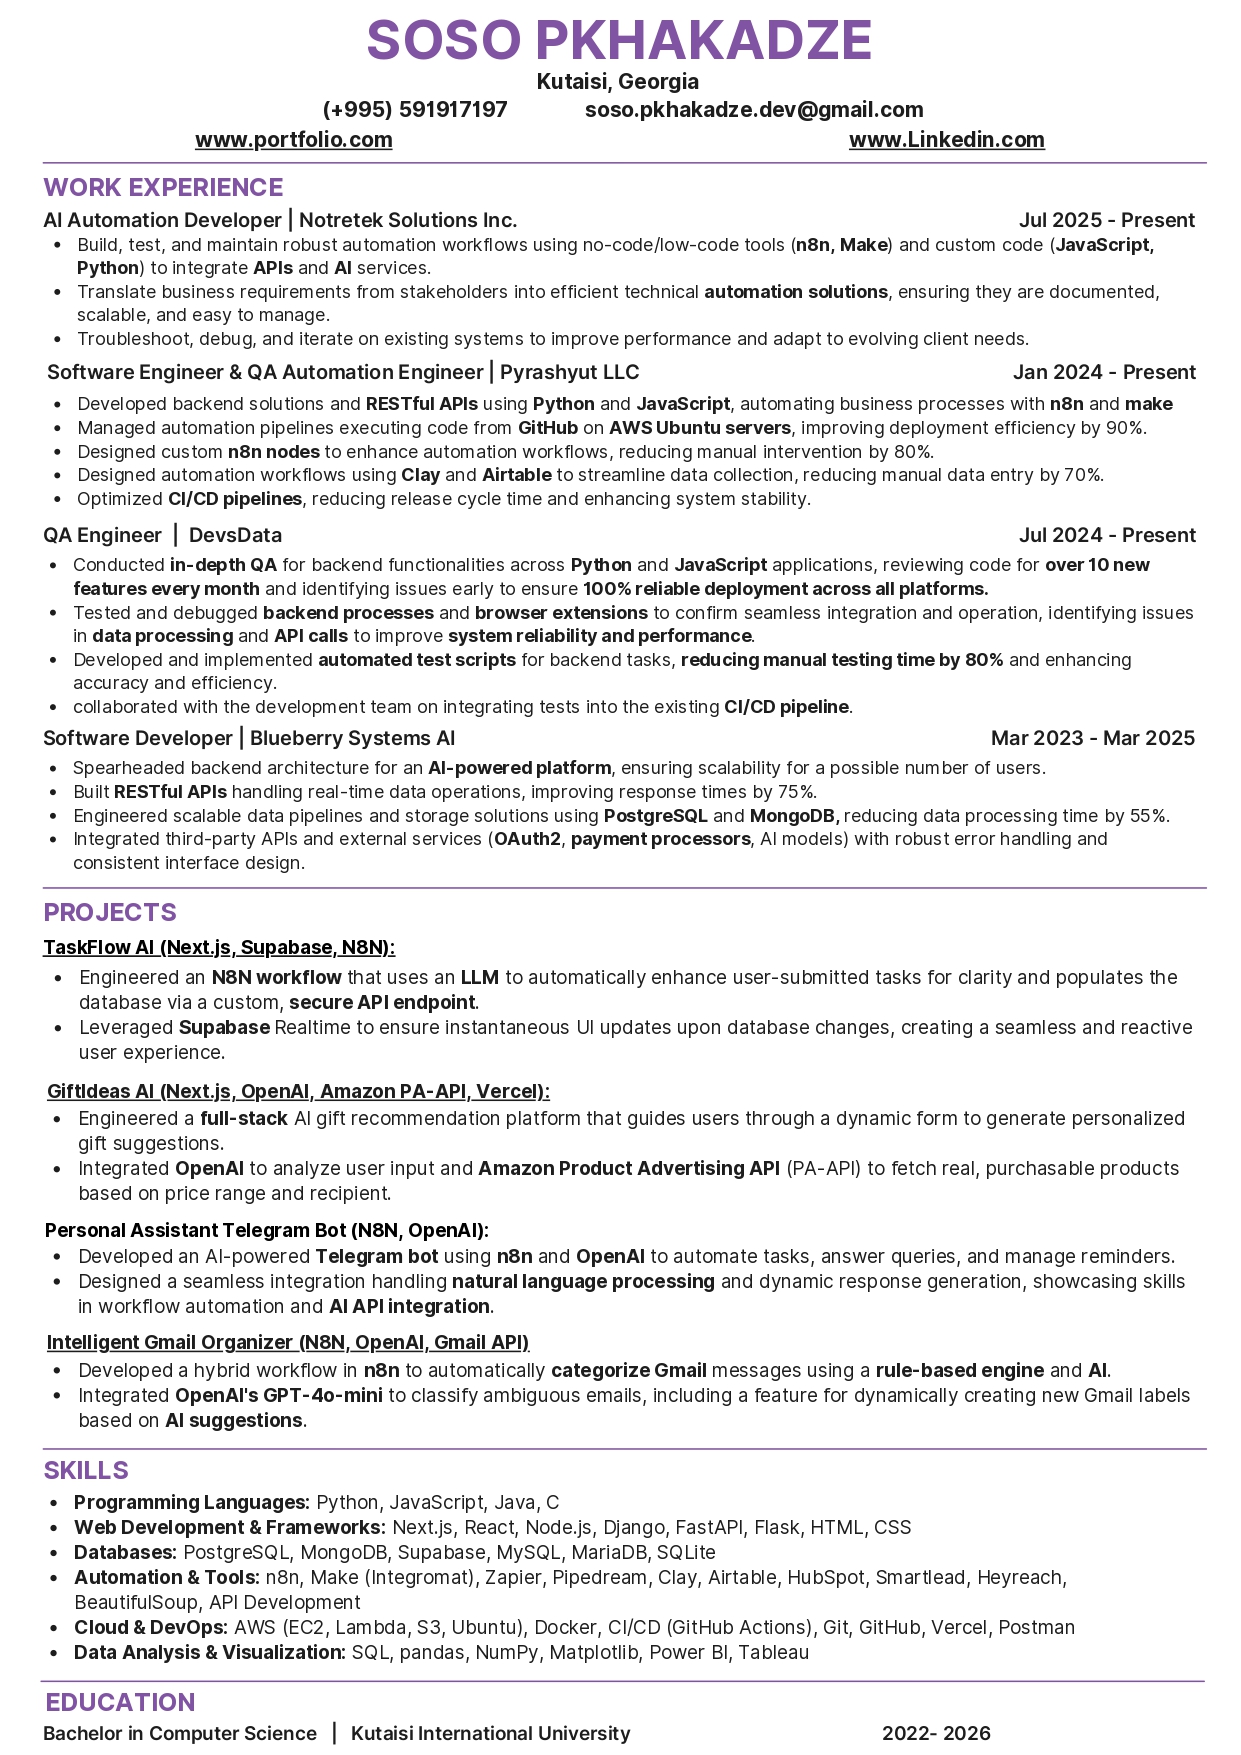 SOSO PKHAKADZE
Kutaisi, Georgia
(+995) 591917197 soso.pkhakadze.dev@gmail.com
www.portfolio.com www.Linkedin.com
WORK EXPERIENCE
AI Automation Developer | Notretek Solutions Inc. Jul 2025 - Present
• Build, test, and maintain robust automation workflows using no-code/low-code tools (n8n, Make) and custom code (JavaScript,
Python) to integrate APIs and AI services.
• Translate business requirements from stakeholders into efficient technical automation solutions, ensuring they are documented,
scalable, and easy to manage.
• Troubleshoot, debug, and iterate on existing systems to improve performance and adapt to evolving client needs.
Software Engineer & QA Automation Engineer | Pyrashyut LLC Jan 2024 - Present
• Developed backend solutions and RESTful APIs using Python and JavaScript, automating business processes with n8n and make
• Managed automation pipelines executing code from GitHub on AWS Ubuntu servers, improving deployment efficiency by 90%.
• Designed custom n8n nodes to enhance automation workflows, reducing manual intervention by 80%.
• Designed automation workflows using Clay and Airtable to streamline data collection, reducing manual data entry by 70%.
• Optimized CI/CD pipelines, reducing release cycle time and enhancing system stability.
QA Engineer | DevsData Jul 2024 - Present
• Conducted in-depth QA for backend functionalities across Python and JavaScript applications, reviewing code for over 10 new
features every month and identifying issues early to ensure 100% reliable deployment across all platforms.
• Tested and debugged backend processes and browser extensions to confirm seamless integration and operation, identifying issues
in data processing and API calls to improve system reliability and performance.
• Developed and implemented automated test scripts for backend tasks, reducing manual testing time by 80% and enhancing
accuracy and efficiency.
• collaborated with the development team on integrating tests into the existing CI/CD pipeline.
Software Developer | Blueberry Systems AI Mar 2023 - Mar 2025
• Spearheaded backend architecture for an AI-powered platform, ensuring scalability for a possible number of users.
• Built RESTful APIs handling real-time data operations, improving response times by 75%.
• Engineered scalable data pipelines and storage solutions using PostgreSQL and MongoDB, reducing data processing time by 55%.
• Integrated third-party APIs and external services (OAuth2, payment processors, AI models) with robust error handling and
consistent interface design.
PROJECTS
TaskFlow AI (Next.js, Supabase, N8N):
• Engineered an N8N workflow that uses an LLM to automatically enhance user-submitted tasks for clarity and populates the
database via a custom, secure API endpoint.
• Leveraged Supabase Realtime to ensure instantaneous UI updates upon database changes, creating a seamless and reactive
user experience.
GiftIdeas AI (Next.js, OpenAI, Amazon PA-API, Vercel):
• Engineered a full-stack AI gift recommendation platform that guides users through a dynamic form to generate personalized
gift suggestions.
• Integrated OpenAI to analyze user input and Amazon Product Advertising API (PA-API) to fetch real, purchasable products
based on price range and recipient.
Personal Assistant Telegram Bot (N8N, OpenAI):
• Developed an AI-powered Telegram bot using n8n and OpenAI to automate tasks, answer queries, and manage reminders.
• Designed a seamless integration handling natural language processing and dynamic response generation, showcasing skills
in workflow automation and AI API integration.
Intelligent Gmail Organizer (N8N, OpenAI, Gmail API)
• Developed a hybrid workflow in n8n to automatically categorize Gmail messages using a rule-based engine and AI.
• Integrated OpenAI's GPT-4o-mini to classify ambiguous emails, including a feature for dynamically creating new Gmail labels
based on AI suggestions.
SKILLS
• Programming Languages: Python, JavaScript, Java, C
• Web Development & Frameworks: Next.js, React, Node.js, Django, FastAPI, Flask, HTML, CSS
• Databases: PostgreSQL, MongoDB, Supabase, MySQL, MariaDB, SQLite
• Automation & Tools: n8n, Make (Integromat), Zapier, Pipedream, Clay, Airtable, HubSpot, Smartlead, Heyreach,
BeautifulSoup, API Development
• Cloud & DevOps: AWS (EC2, Lambda, S3, Ubuntu), Docker, CI/CD (GitHub Actions), Git, GitHub, Vercel, Postman
• Data Analysis & Visualization: SQL, pandas, NumPy, Matplotlib, Power BI, Tableau
EDUCATION
Bachelor in Computer Science | Kutaisi International University 2022- 2026